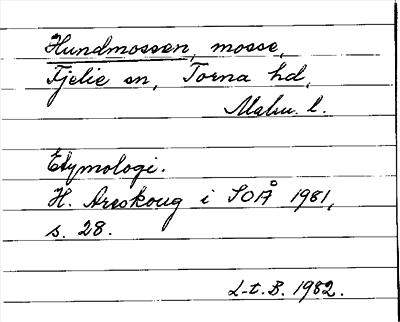 Hundmossen, mosse,
Fjelie sn, Torna hd,
Malm. l.
Etymologi.
H. Areskoug i SOÅ 1981,
s. 28.
L-t. B. 1982.